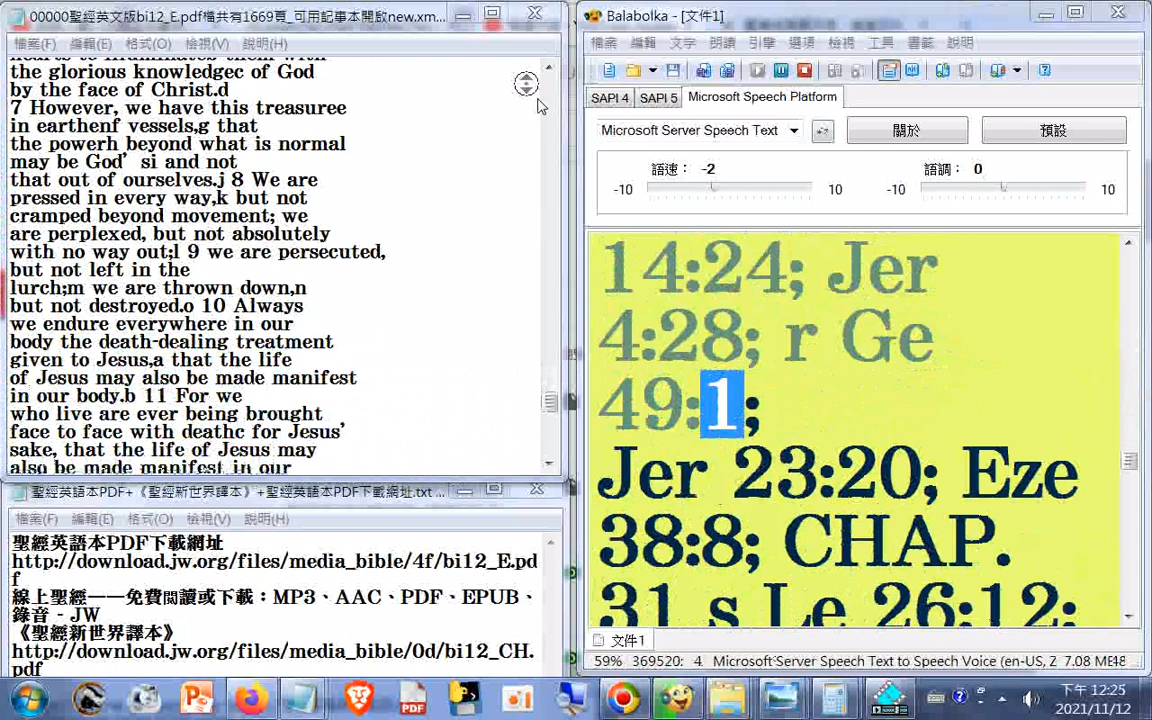 00000聖經英文版bi12_E.pdf檔共有1669頁_可用記事本開啟new.xm...
檔案(F) 編輯(E) 格式(O) 檢視(V) 說明(H)
the glorious knowledgec of God
by the face of Christ.d
7 However, we have this treasuree
in earthenf vessels,g that
the powerh beyond what is normal
may be God’si and not
that out of ourselves.j 8 We are
pressed in every way,k but not
cramped beyond movement; we
are perplexed, but not absolutely
with no way out;l 9 we are persecuted,
but not left in the
lurch;m we are thrown down,n
but not destroyed.o 10 Always
we endure everywhere in our
body the death-dealing treatment
given to Jesus,a that the life
of Jesus may also be made manifest
in our body.b 11 For we
who live are ever being brought
face to face with deathc for Jesus’
sake, that the life of Jesus may
also be made manifest in our
聖經英語本PDF+《聖經新世界譯本》+聖經英語本PDF下載網址.txt ...
檔案(F) 編輯(E) 格式(O) 檢視(V) 說明(H)
聖經英語本PDF下載網址
http://download.jw.org/files/media_bible/4f/bi12_E.pd
f
線上聖經——免費閱讀或下載：MP3、AAC、PDF、EPUB、
錄音 - JW
《聖經新世界譯本》
http://download.jw.org/files/media_bible/0d/bi12_CH.
pdf
Balabolka - [文件1]
檔案 編輯 文字 朗讀 引擎 選項 檢視 工具 書籤 說明
SAPI 4 SAPI 5 Microsoft Speech Platform
Microsoft Server Speech Text 關於 預設
語速： -2 語調： 0
-10 10 -10 10
14:24; Jer
4:28; r Ge
49:1;
Jer 23:20; Eze
38:8; CHAP.
31 s Le 26:12;
文件1
59% 369520: 4 Microsoft Server Speech Text to Speech Voice (en-US, Z 7.08 MB
下午 12:25
2021/11/12